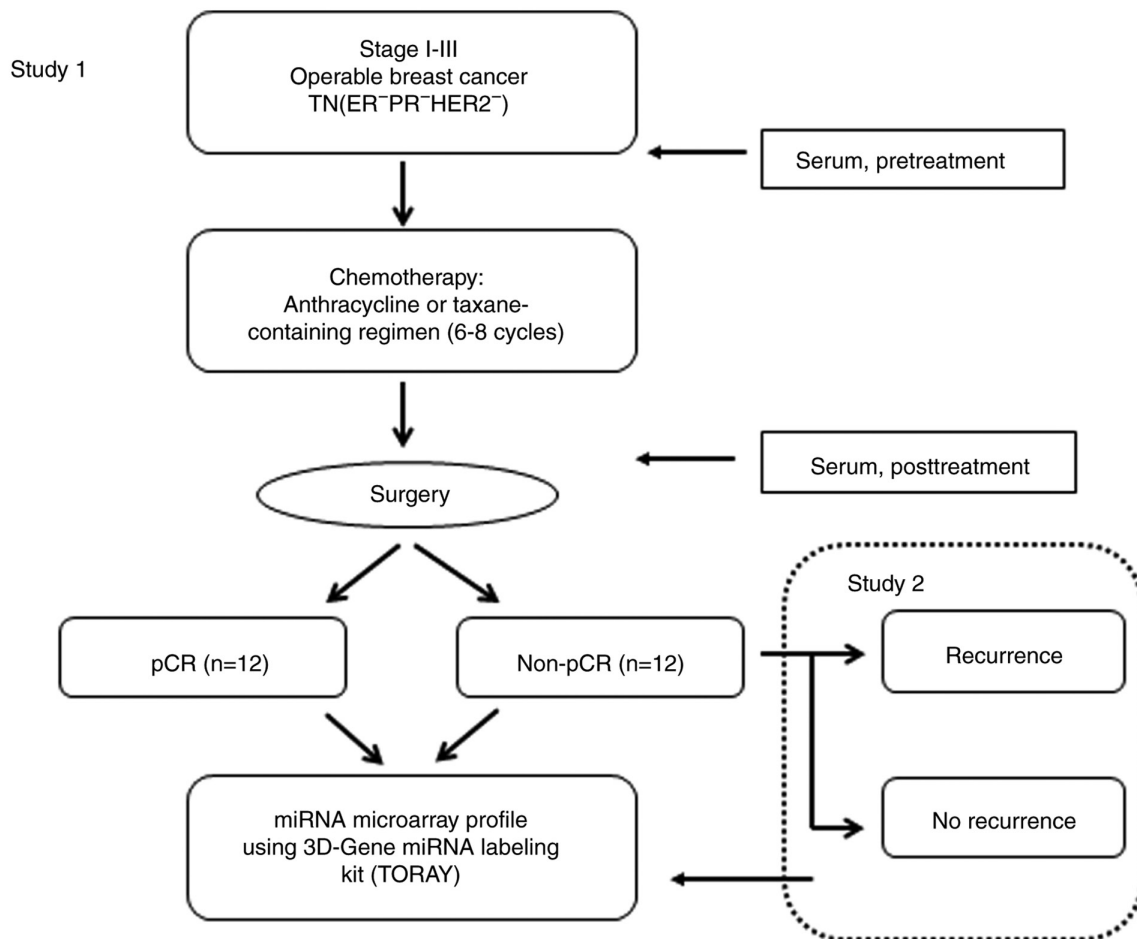 Study 1
Stage I-III
Operable breast cancer
TN(ER⁻PR⁻HER2⁻)
Serum, pretreatment
Chemotherapy:
Anthracycline or taxane-
containing regimen (6-8 cycles)
Serum, posttreatment
Surgery
Study 2
pCR (n=12)
Non-pCR (n=12)
Recurrence
No recurrence
miRNA microarray profile
using 3D-Gene miRNA labeling
kit (TORAY)